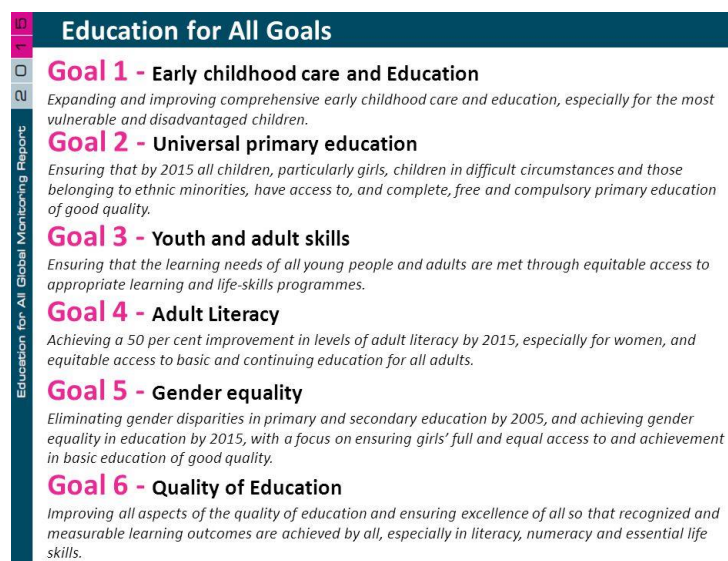 Education for All Goals
Goal 1 - Early childhood care and Education
Expanding and improving comprehensive early childhood care and education, especially for the most
vulnerable and disadvantaged children.
Goal 2 - Universal primary education
Ensuring that by 2015 all children, particularly girls, children in difficult circumstances and those
belonging to ethnic minorities, have access to, and complete, free and compulsory primary education
of good quality.
Goal 3 - Youth and adult skills
Ensuring that the learning needs of all young people and adults are met through equitable access to
appropriate learning and life-skills programmes.
Goal 4 - Adult Literacy
Achieving a 50 per cent improvement in levels of adult literacy by 2015, especially for women, and
equitable access to basic and continuing education for all adults.
Goal 5 - Gender equality
Eliminating gender disparities in primary and secondary education by 2005, and achieving gender
equality in education by 2015, with a focus on ensuring girls' full and equal access to and achievement
in basic education of good quality.
Goal 6 - Quality of Education
Improving all aspects of the quality of education and ensuring excellence of all so that recognized and
measurable learning outcomes are achieved by all, especially in literacy, numeracy and essential life
skills.
Education for All Global Monitoring Report 2015